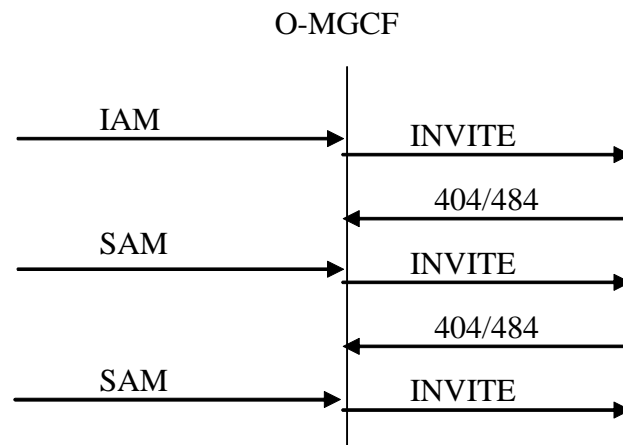 O-MGCF
IAM
INVITE
404/484
SAM
INVITE
404/484
SAM
INVITE